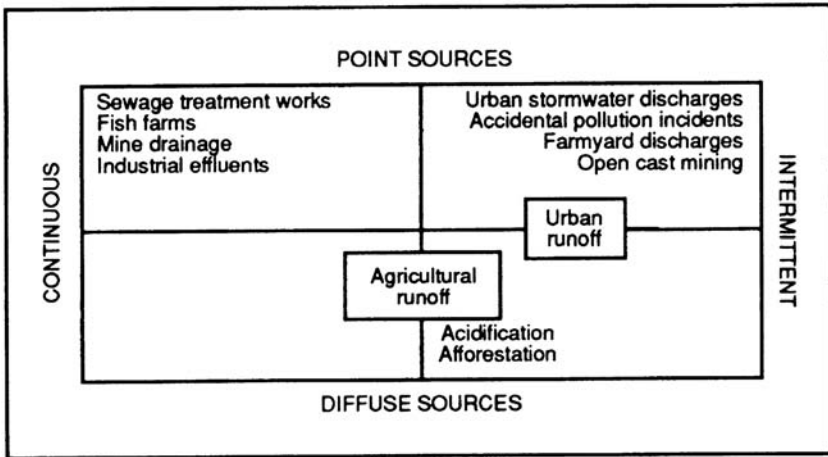 POINT SOURCES
Sewage treatment works
Fish farms
Mine drainage
Industrial effluents
Urban stormwater discharges
Accidental pollution incidents
Farmyard discharges
Open cast mining
CONTINUOUS
INTERMITTENT
Urban
runoff
Agricultural
runoff
Acidification
Afforestation
DIFFUSE SOURCES